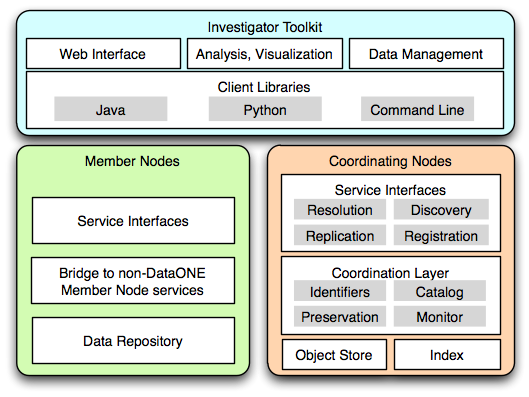 Investigator Toolkit
Web Interface
Analysis, Visualization
Data Management
Client Libraries
Java
Python
Command Line
Member Nodes
Service Interfaces
Bridge to non-DataONE
Member Node services
Data Repository
Coordinating Nodes
Service Interfaces
Resolution
Discovery
Replication
Registration
Coordination Layer
Identifiers
Catalog
Preservation
Monitor
Object Store
Index